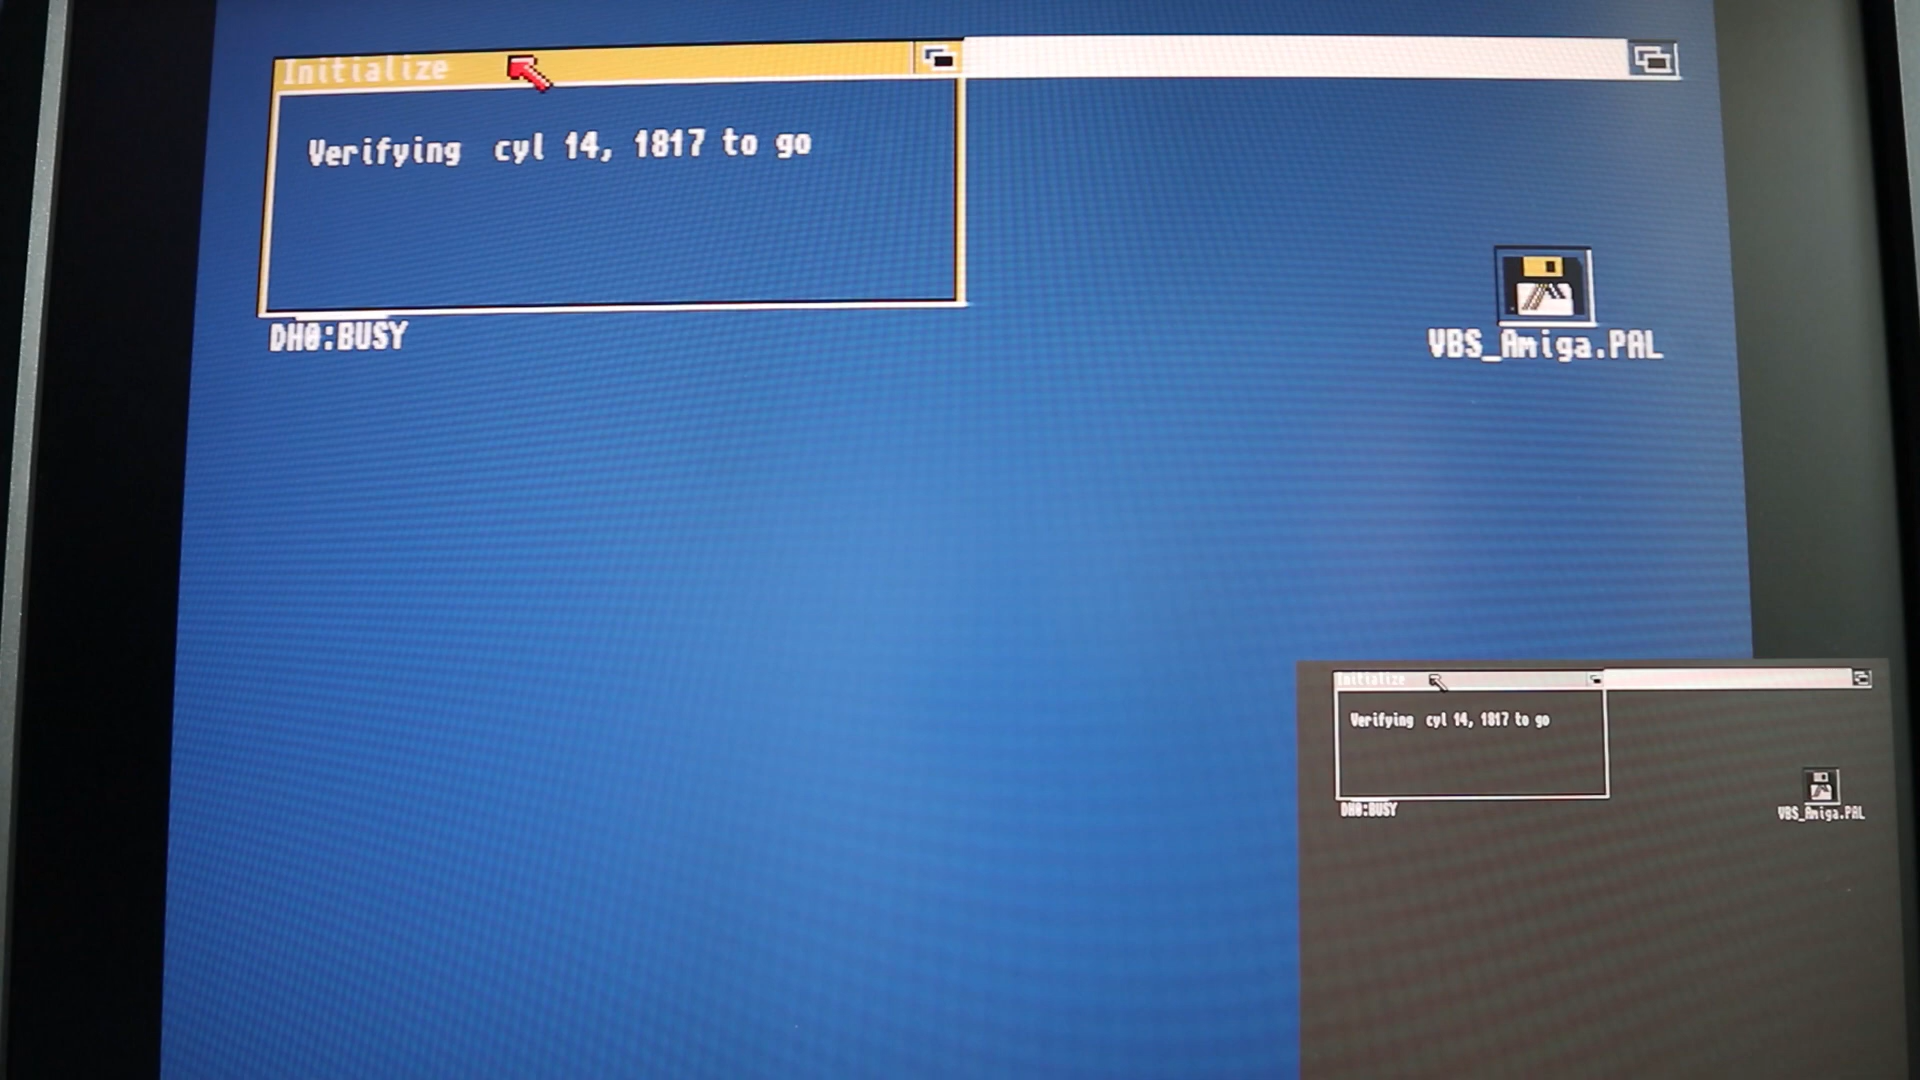 Initialize
Verifying cyl 14, 1817 to go
DH0:BUSY
VBS_Amiga.PAL
Initialize
Verifying cyl 14, 1817 to go
DH0:BUSY
VBS_Amiga.PAL